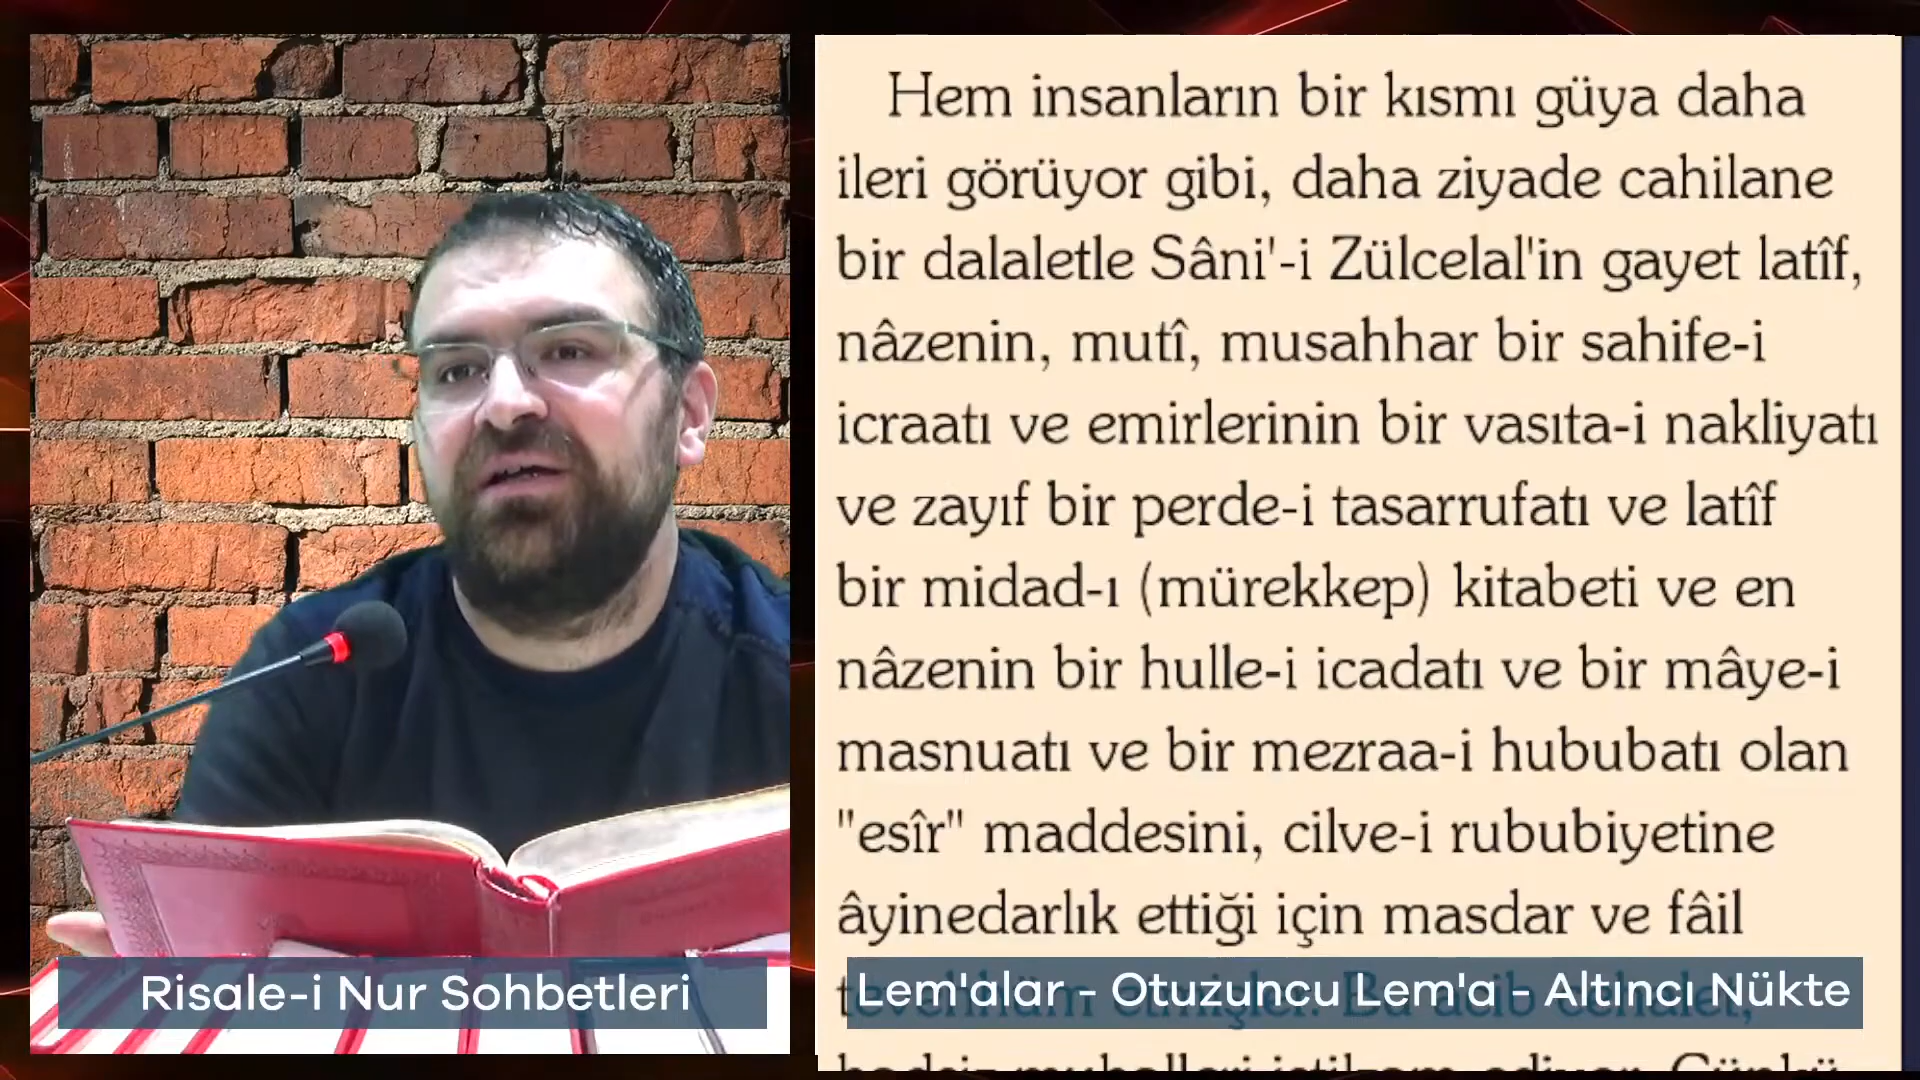 Hem insanların bir kısmı güya daha
ileri görüyor gibi, daha ziyade cahilane
bir dalaletle Sâni'-i Zülcelal'in gayet latîf,
nâzenin, mutî, musahhar bir sahife-i
icraatı ve emirlerinin bir vasıta-i nakliyatı
ve zayıf bir perde-i tasarrufatı ve latîf
bir midad-ı (mürekkep) kitabeti ve en
nâzenin bir hulle-i icadatı ve bir mâye-i
masnuatı ve bir mezraa-i hububatı olan
"esîr" maddesini, cilve-i rububiyetine
âyinedarlık ettiği için masdar ve fâil
Risale-i Nur Sohbetleri
Lem'alar - Otuzuncu Lem'a - Altıncı Nükte